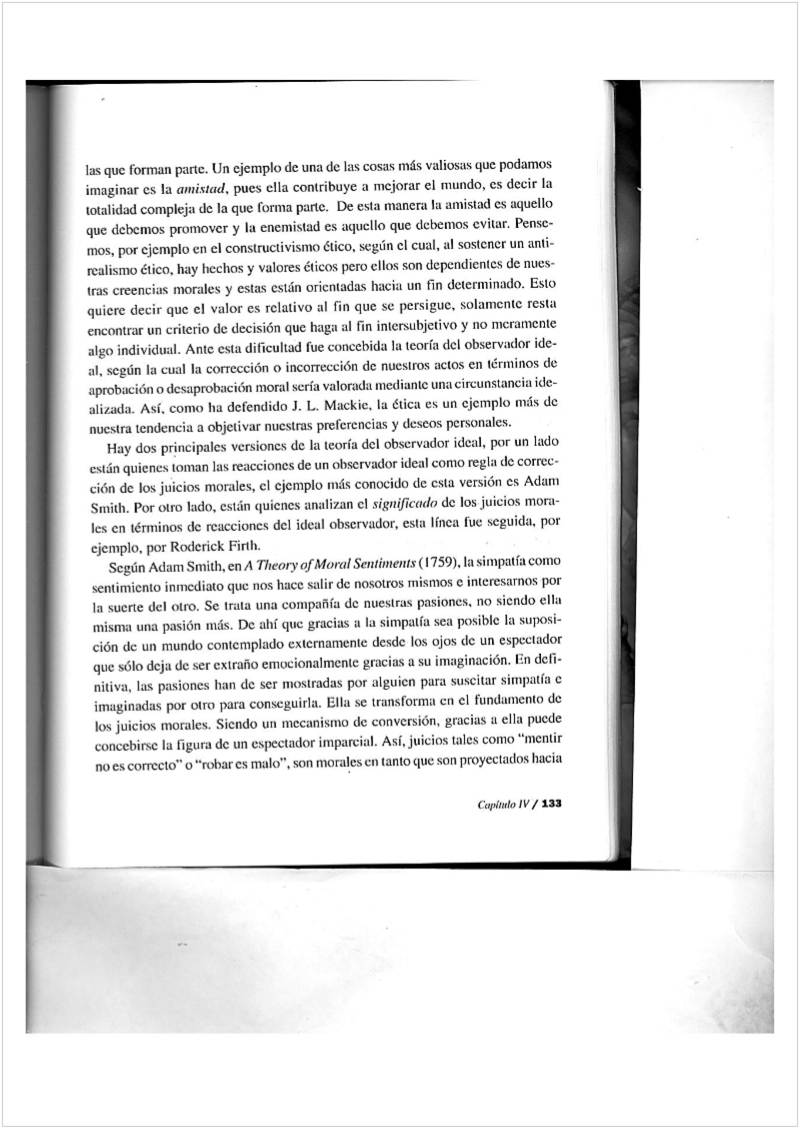 las que forman parte. Un ejemplo de una de las cosas más valiosas que podamos
imaginar es la amistad, pues ella contribuye a mejorar el mundo, es decir la
totalidad compleja de la que forma parte. De esta manera la amistad es aquello
que debemos promover y la enemistad es aquello que debemos evitar. Pense-
mos, por ejemplo en el constructivismo ético, según el cual, al sostener un anti-
realismo ético, hay hechos y valores éticos pero ellos son dependientes de nues-
tras creencias morales y estas están orientadas hacia un fin determinado. Esto
quiere decir que el valor es relativo al fin que se persigue, solamente resta
encontrar un criterio de decisión que haga al fin intersubjetivo y no meramente
algo individual. Ante esta dificultad fue concebida la teoría del observador ide-
al, según la cual la corrección o incorrección de nuestros actos en términos de
aprobación o desaprobación moral sería valorada mediante una circunstancia ide-
alizada. Así, como ha defendido J. L. Mackie, la ética es un ejemplo más de
nuestra tendencia a objetivar nuestras preferencias y deseos personales.
Hay dos principales versiones de la teoría del observador ideal, por un lado
están quienes toman las reacciones de un observador ideal como regla de correc-
ción de los juicios morales, el ejemplo más conocido de esta versión es Adam
Smith. Por otro lado, están quienes analizan el significado de los juicios mora-
les en términos de reacciones del ideal observador, esta línea fue seguida, por
ejemplo, por Roderick Firth.
Según Adam Smith, en A Theory of Moral Sentiments (1759), la simpatía como
sentimiento inmediato que nos hace salir de nosotros mismos e interesarnos por
la suerte del otro. Se trata una compañía de nuestras pasiones, no siendo ella
misma una pasión más. De ahí que gracias a la simpatía sea posible la suposi-
ción de un mundo contemplado externamente desde los ojos de un espectador
que sólo deja de ser extraño emocionalmente gracias a su imaginación. En defi-
nitiva, las pasiones han de ser mostradas por alguien para suscitar simpatía e
imaginadas por otro para conseguirla. Ella se transforma en el fundamento de
los juicios morales. Siendo un mecanismo de conversión, gracias a ella puede
concebirse la figura de un espectador imparcial. Así, juicios tales como “mentir
no es correcto” o “robar es malo”, son morales en tanto que son proyectados hacia
Capítulo IV / 133